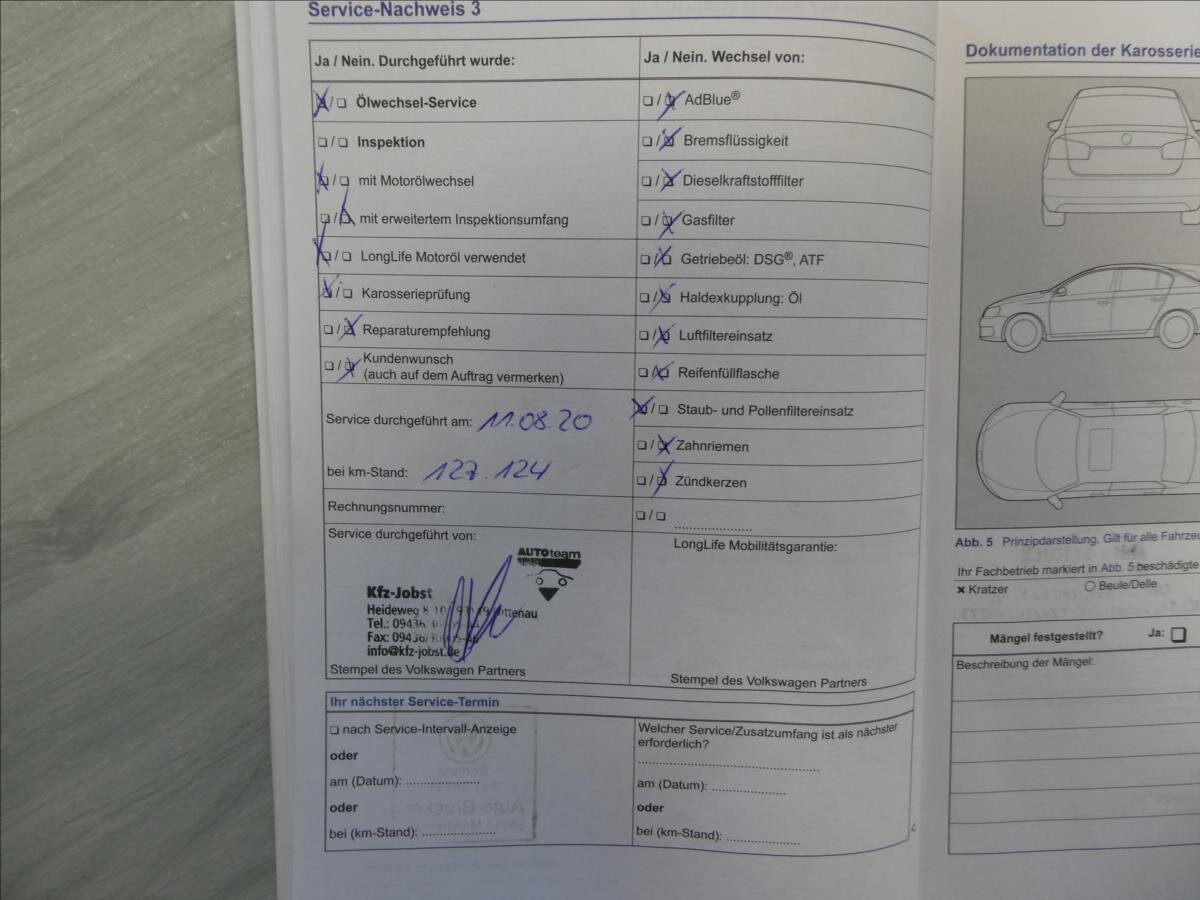 Service-Nachweis 3
Ja / Nein. Durchgeführt wurde:
Ölwechsel-Service
Inspektion
mit Motorölwechsel
mit erweitertem Inspektionsumfang
LongLife Motoröl verwendet
Karosserieprüfung
Reparaturempfehlung
Kundenwunsch
(auch auf dem Auftrag vermerken)
Service durchgeführt am: 11.08.20
bei km-Stand: 127.124
Rechnungsnummer:
Service durchgeführt von:
AUTOteam
Kfz-Jobst
Heideweg
Tel.:
Fax:
info@kfz-jobst.de
Stempel des Volkswagen Partners
Ja / Nein. Wechsel von:
AdBlue®
Bremsflüssigkeit
Dieselkraftstofffilter
Gasfilter
Getriebeöl: DSG®, ATF
Haldexkupplung: Öl
Luftfiltereinsatz
Reifenfüllflasche
Staub- und Pollenfiltereinsatz
Zahnriemen
Zündkerzen
LongLife Mobilitätsgarantie:
Stempel des Volkswagen Partners
Ihr nächster Service-Termin
nach Service-Intervall-Anzeige
oder
am (Datum):
oder
bei (km-Stand):
Welcher Service/Zusatzumfang ist als nächster
erforderlich?
am (Datum):
oder
bei (km-Stand):
Dokumentation der Karosserie
Abb. 5 Prinzipdarstellung. Gilt für alle Fahrzeu
Ihr Fachbetrieb markiert in Abb. 5 beschädigte
Kratzer
Beule/Delle
Mängel festgestellt? Ja:
Beschreibung der Mängel: